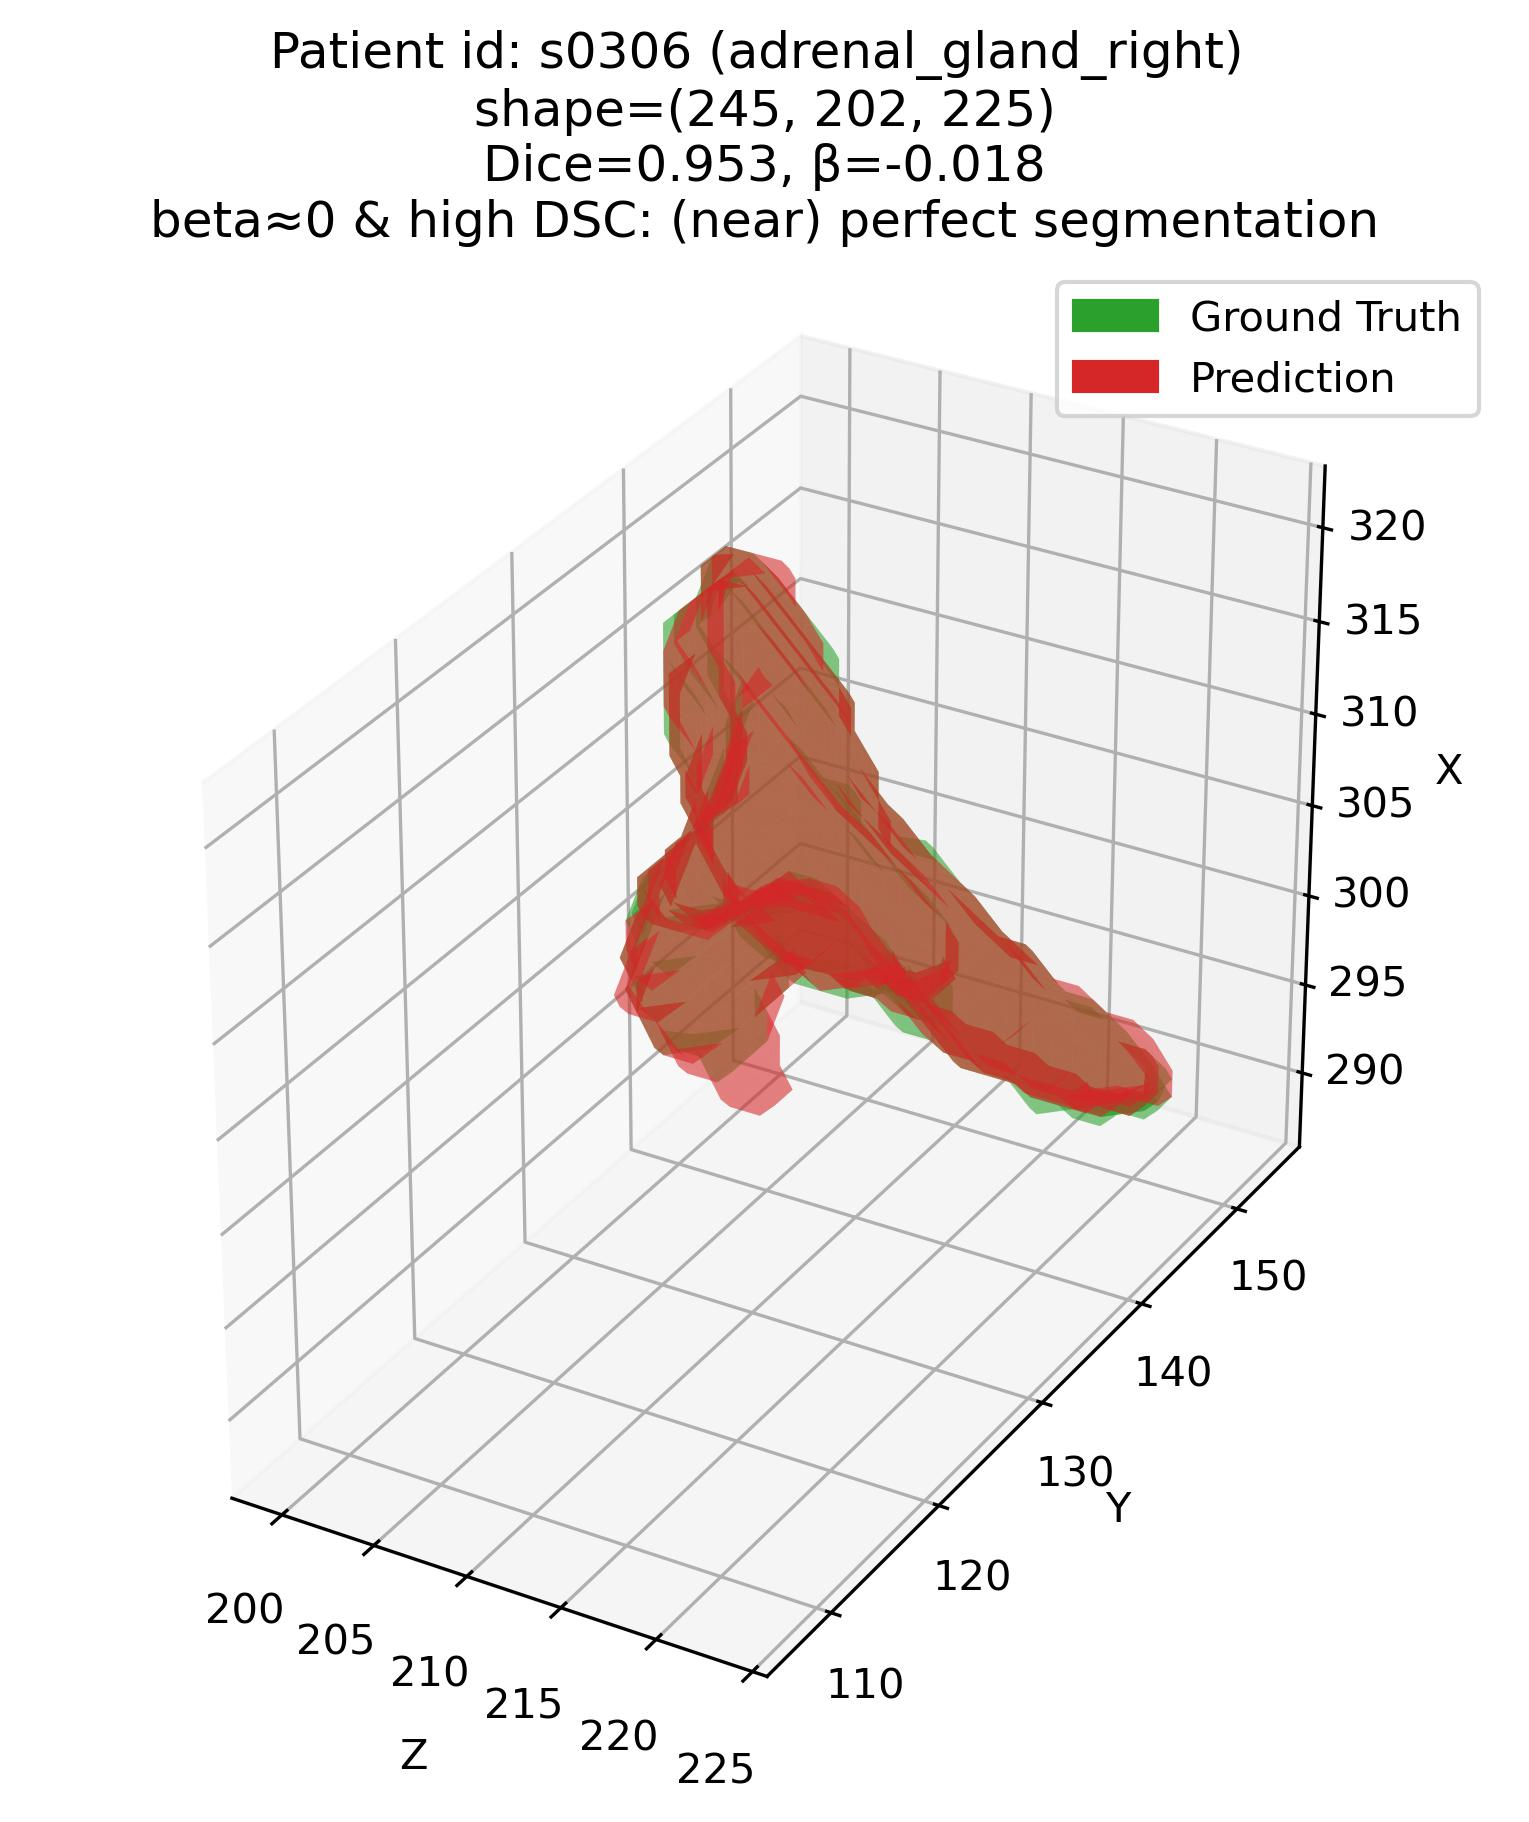 Patient id: s0306 (adrenal_gland_right)
shape=(245, 202, 225)
Dice=0.953, β=-0.018
beta≈0 & high DSC: (near) perfect segmentation
Ground Truth
Prediction
320
315
310
X
305
300
295
290
150
140
130
Y
120
110
200
205
210
215
220
225
Z